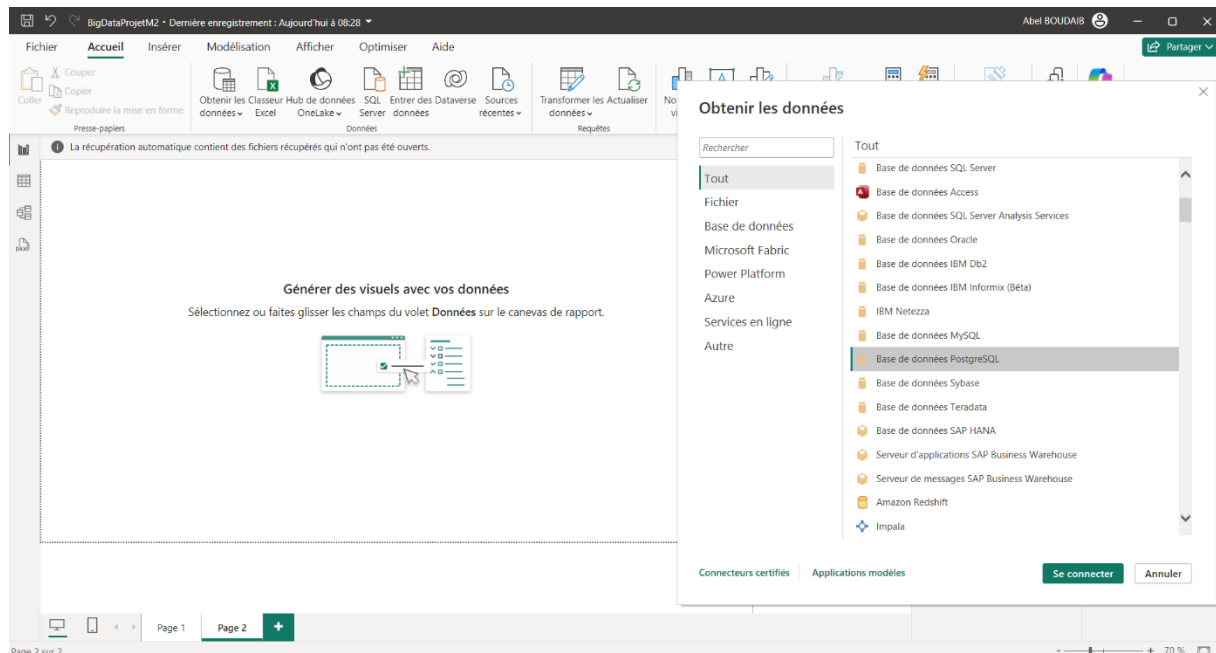 BigDataProjetM2 • Dernière enregistrement : Aujourd'hui à 08:28
Abel BOUDAIB
Fichier Accueil Insérer Modélisation Afficher Optimiser Aide
Partager
Coller
Couper
Copier
Reproduire la mise en forme
Presse-papiers
Obtenir les données
Classeur Excel
Hub de données OneLake
SQL Server
Entrer des données
Dataverse
Sources récentes
Données
Transformer les données
Actualiser
Requêtes
La récupération automatique contient des fichiers récupérés qui n'ont pas été ouverts.
Générer des visuels avec vos données
Sélectionnez ou faites glisser les champs du volet Données sur le canevas de rapport.
Obtenir les données
Rechercher
Tout
Fichier
Base de données
Microsoft Fabric
Power Platform
Azure
Services en ligne
Autre
Tout
Base de données SQL Server
Base de données Access
Base de données SQL Server Analysis Services
Base de données Oracle
Base de données IBM Db2
Base de données IBM Informix (Bêta)
IBM Netezza
Base de données MySQL
Base de données PostgreSQL
Base de données Sybase
Base de données Teradata
Base de données SAP HANA
Serveur d'applications SAP Business Warehouse
Serveur de messages SAP Business Warehouse
Amazon Redshift
Impala
Connecteurs certifiés
Applications modèles
Se connecter
Annuler
Page 1
Page 2
Page 2 sur 2
70 %